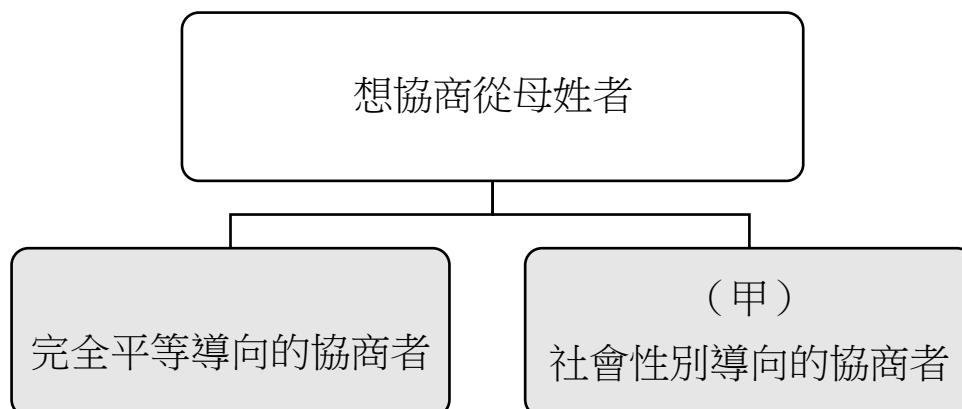 想協商從母姓者
完全平等導向的協商者
（甲）
社會性別導向的協商者